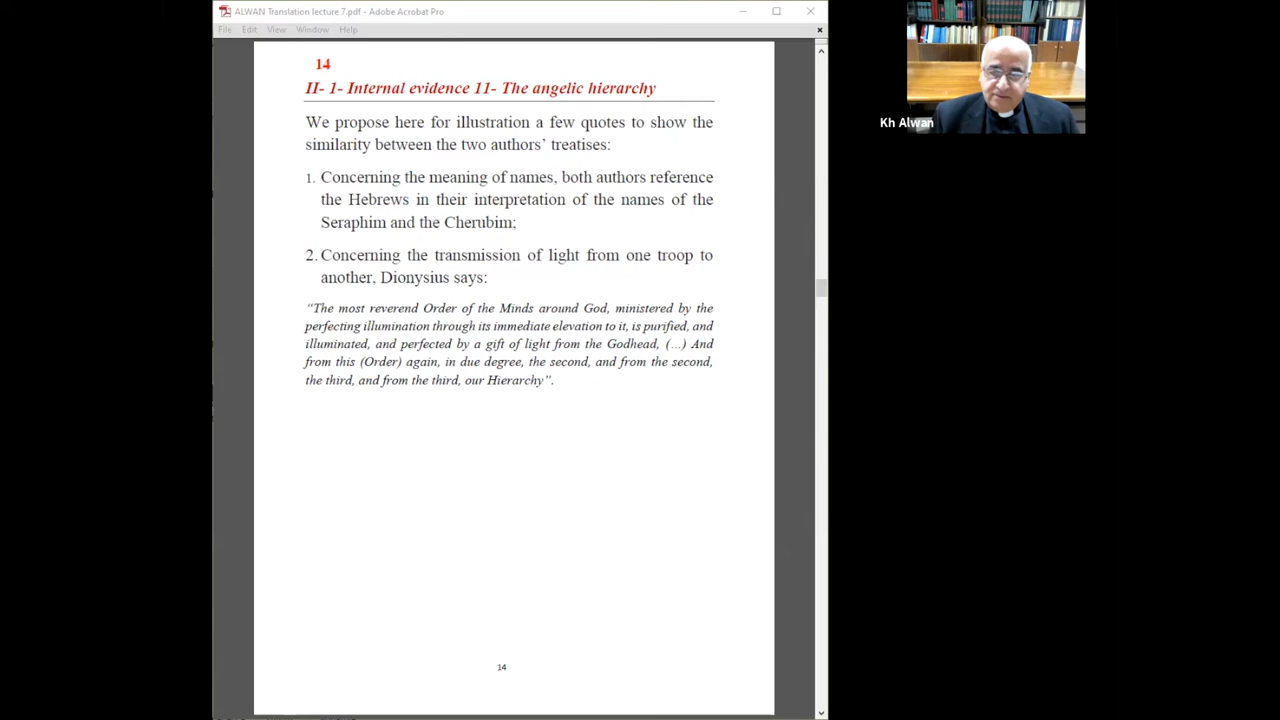 ALWAN Translation lecture 7.pdf - Adobe Acrobat Pro
File Edit View Window Help
14
II- 1- Internal evidence 11- The angelic hierarchy
We propose here for illustration a few quotes to show the
similarity between the two authors’ treatises:
1. Concerning the meaning of names, both authors reference
the Hebrews in their interpretation of the names of the
Seraphim and the Cherubim;
2. Concerning the transmission of light from one troop to
another, Dionysius says:
“The most reverend Order of the Minds around God, ministered by the
perfecting illumination through its immediate elevation to it, is purified, and
illuminated, and perfected by a gift of light from the Godhead, (…) And
from this (Order) again, in due degree, the second, and from the second,
the third, and from the third, our Hierarchy”.
14
Kh Alwan